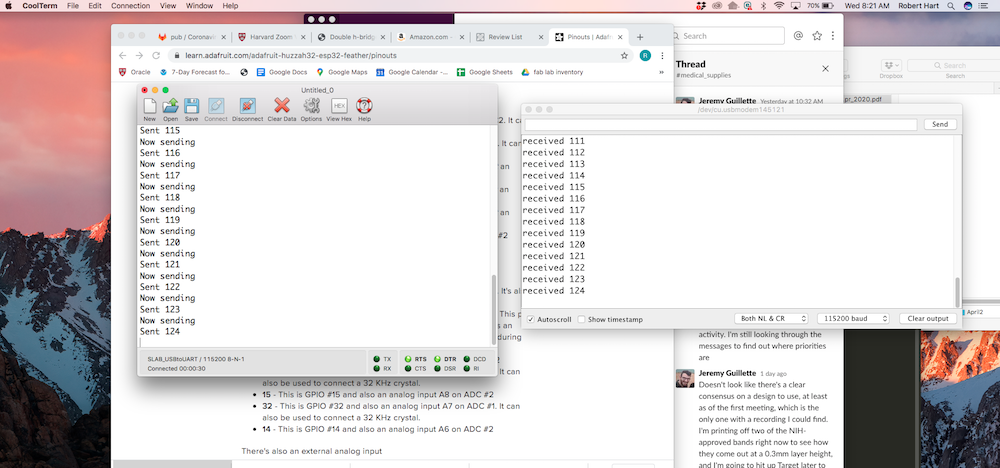 CoolTerm File Edit Connection View Window Help
70% Wed 8:21 AM Robert Hart
pub / Coronavi
Harvard Zoom
Double h-bridg
Amazon.com -
Review List
Pinouts | Adaf
learn.adafruit.com/adafruit-huzzah32-esp32-feather/pinouts
R
Oracle
7-Day Forecast fo...
Google Docs
Google Maps
Google Calendar -...
Google Sheets
fab lab inventory
»
Search
Thread
#medical_supplies
Jeremy Guillette Yesterday at 10:32 AM
Dropbox
Search
pr_2020.pdf
Untitled_0
New Open Save Connect Disconnect Clear Data Options View Hex Help
HEX
Sent 115
Now sending
Sent 116
Now sending
Sent 117
Now sending
Sent 118
Now sending
Sent 119
Now sending
Sent 120
Now sending
Sent 121
Now sending
Sent 122
Now sending
Sent 123
Now sending
Sent 124
SLAB_USBtoUART / 115200 8-N-1
Connected 00:00:30
TX RTS DTR DCD
RX CTS DSR RI
/dev/cu.usbmodem145121
Send
received 111
received 112
received 113
received 114
received 115
received 116
received 117
received 118
received 119
received 120
received 121
received 122
received 123
received 124
Autoscroll Show timestamp
Both NL & CR
115200 baud
Clear output
April2
also be used to connect a 32 KHz crystal.
15 - This is GPIO #15 and also an analog input A8 on ADC #2
32 - This is GPIO #32 and also an analog input A7 on ADC #1. It can
also be used to connect a 32 KHz crystal.
14 - This is GPIO #14 and also an analog input A6 on ADC #2
There's also an external analog input
activity. I'm still looking through the
messages to find out where priorities
are
Jeremy Guillette 1 day ago
Doesn't look like there's a clear
consensus on a design to use, at least
as of the first meeting, which is the
only one with a recording I could find.
I'm printing off two of the NIH-
approved bands right now to see how
they come out at a 0.3mm layer height,
and I'm going to hit up Target later to